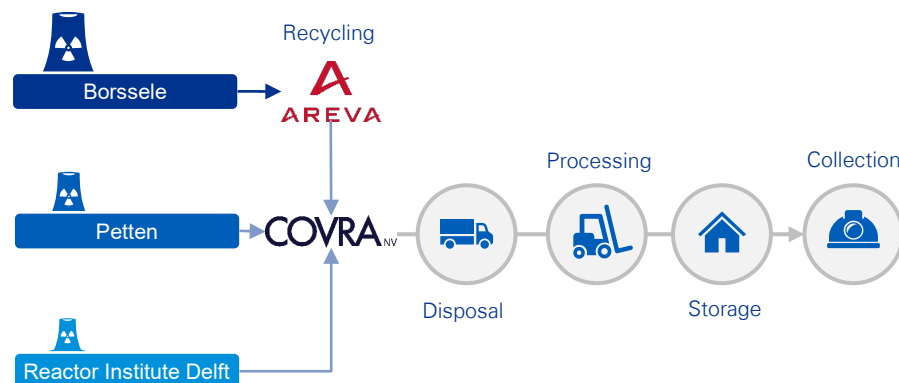 Recycling
Borssele
AREVA
Processing
Collection
Petten
COVRA NV
Disposal
Storage
Reactor Institute Delft